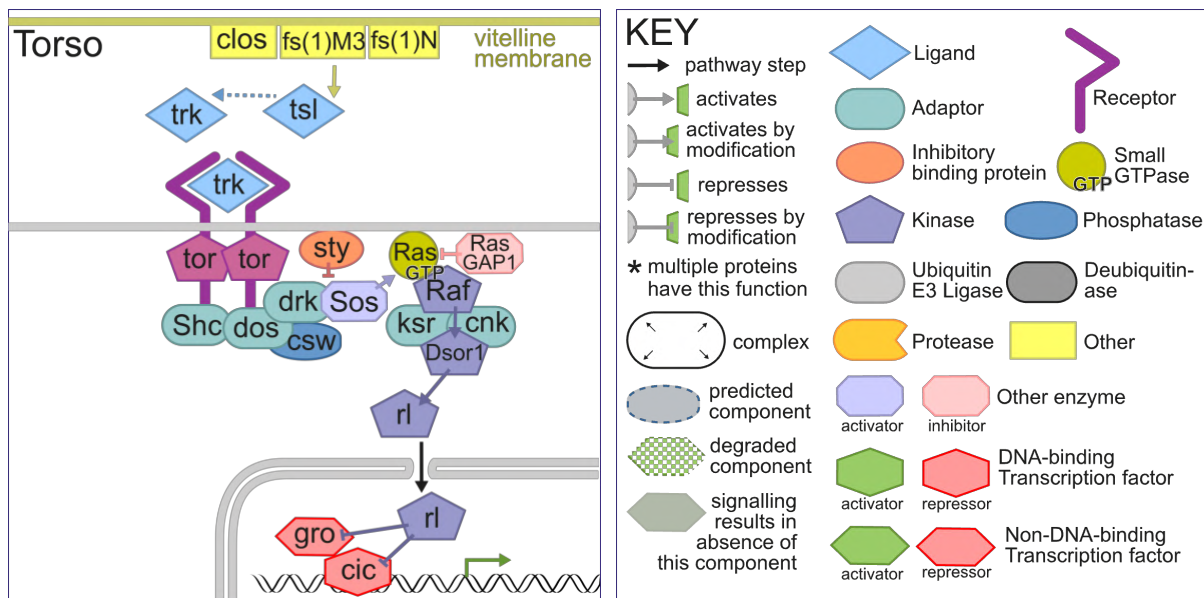 Torso
clos
fs(1)M3
fs(1)N
vitelline
membrane
trk
tsl
trk
tor
tor
sty
Ras
GTP
Ras
GAP1
drk
Sos
Raf
Shc
dos
csw
ksr
cnk
Dsor1
rl
rl
gro
cic
KEY
pathway step
activates
activates by
modification
represses
represses by
modification
* multiple proteins
have this function
complex
predicted
component
degraded
component
signalling
results in
absence of
this component
Ligand
Adaptor
Inhibitory
binding protein
Kinase
Ubiquitin
E3 Ligase
Protease
Receptor
GTP
Small
GTPase
Phosphatase
Deubiquitin-
ase
Other
Other enzyme
activator
inhibitor
DNA-binding
Transcription factor
activator
repressor
Non-DNA-binding
Transcription factor
activator
repressor